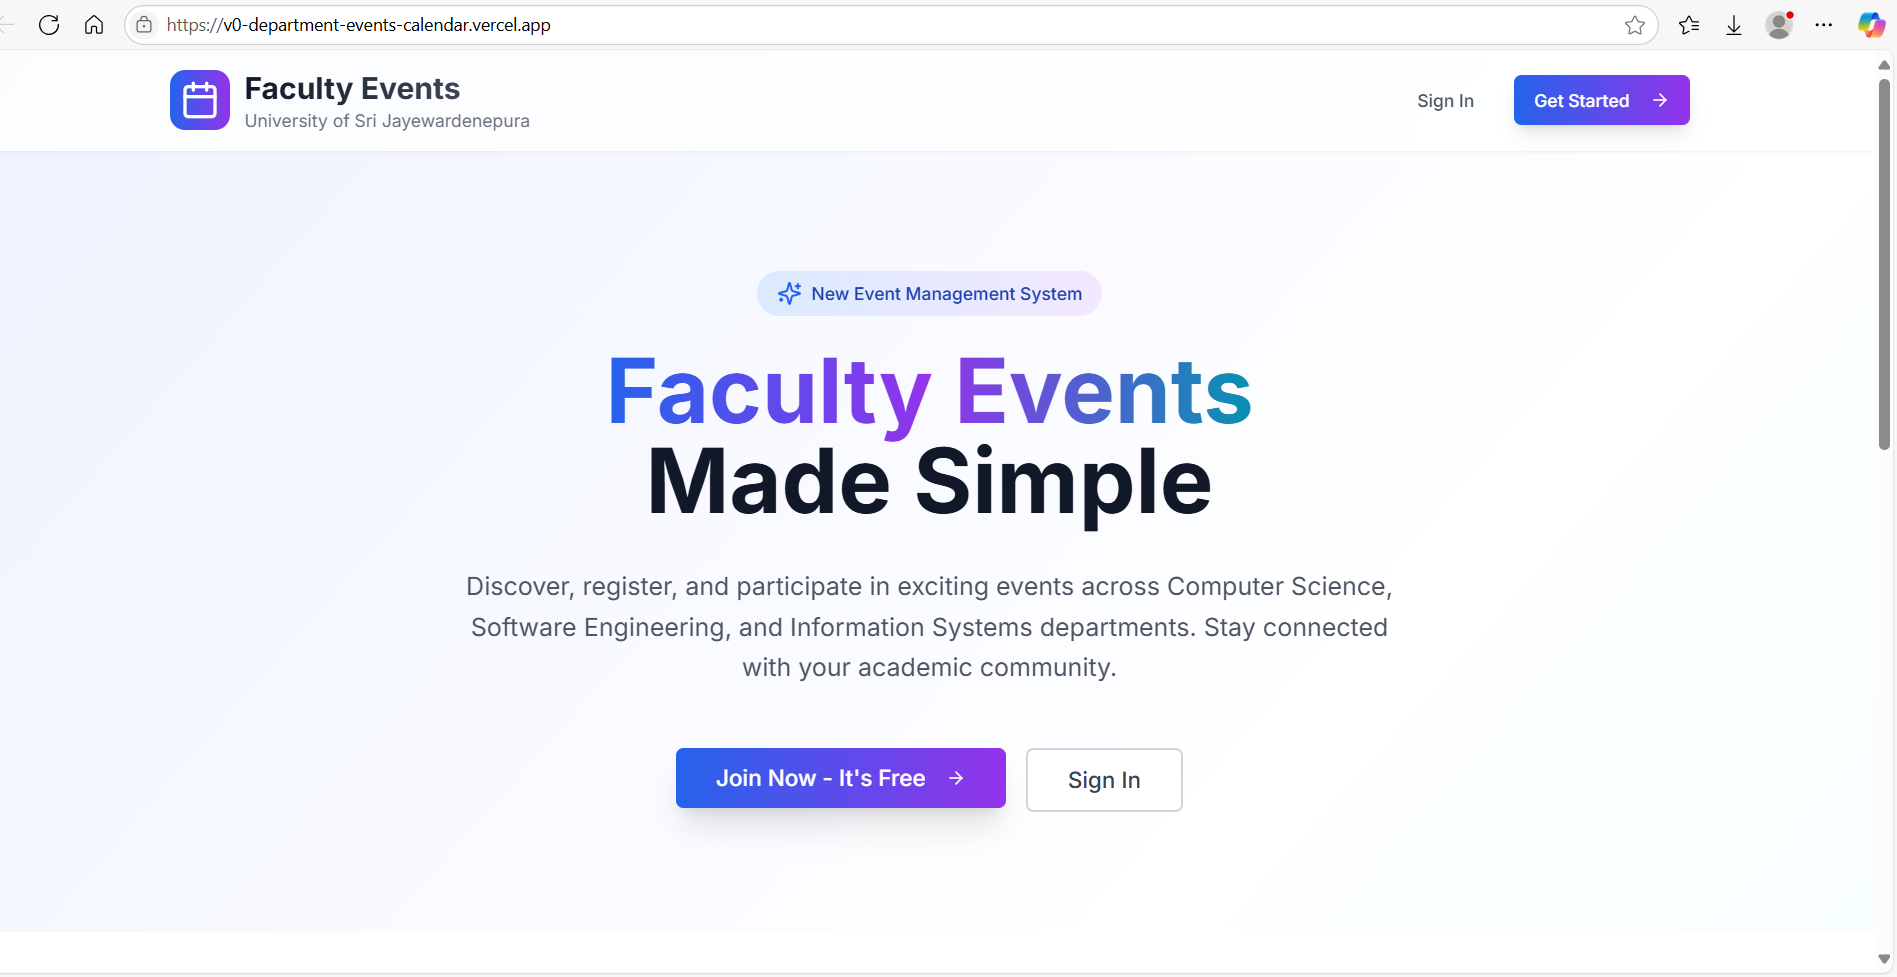 https://v0-department-events-calendar.vercel.app
Faculty Events
University of Sri Jayewardenepura
Sign In
Get Started
New Event Management System
Faculty Events
Made Simple
Discover, register, and participate in exciting events across Computer Science,
Software Engineering, and Information Systems departments. Stay connected
with your academic community.
Join Now - It's Free
Sign In